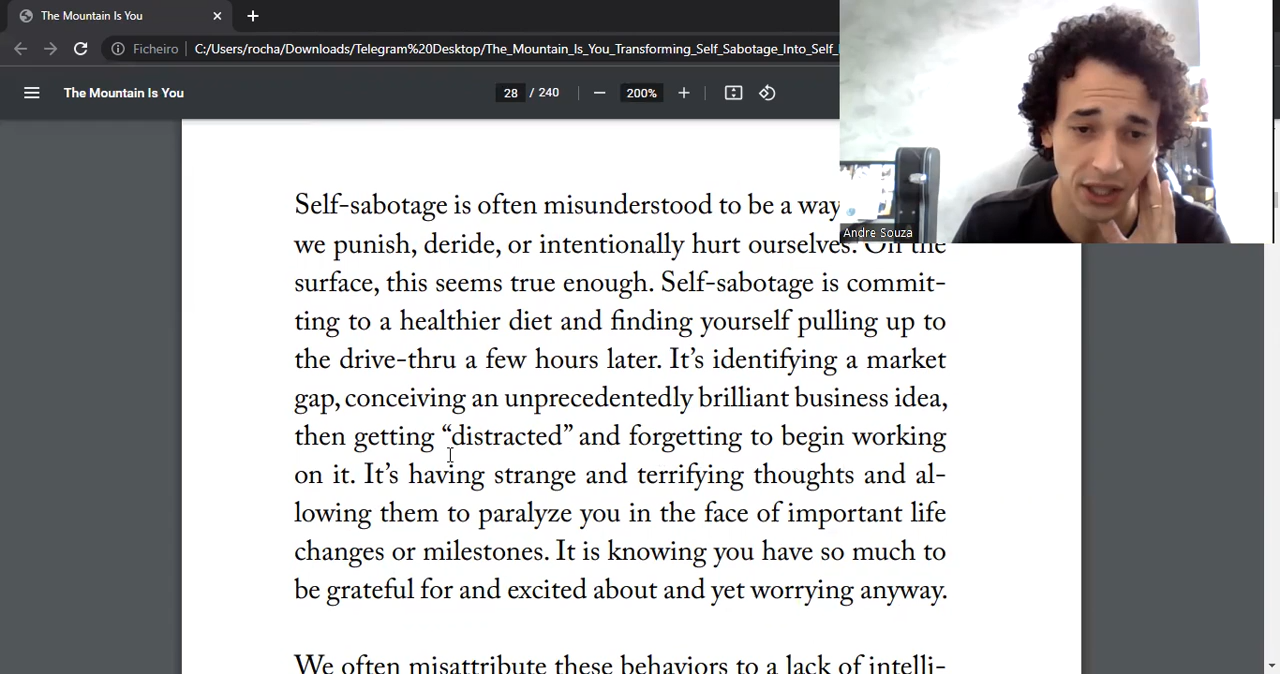 The Mountain Is You
Ficheiro
C:/Users/rocha/Downloads/Telegram%20Desktop/The_Mountain_Is_You_Transforming_Self_Sabotage_Into_Self_
The Mountain Is You
28 / 240
200%
Andre Souza
Self-sabotage is often misunderstood to be a way
we punish, deride, or intentionally hurt ourselves. On the
surface, this seems true enough. Self-sabotage is commit-
ting to a healthier diet and finding yourself pulling up to
the drive-thru a few hours later. It’s identifying a market
gap, conceiving an unprecedentedly brilliant business idea,
then getting “distracted” and forgetting to begin working
on it. It’s having strange and terrifying thoughts and al-
lowing them to paralyze you in the face of important life
changes or milestones. It is knowing you have so much to
be grateful for and excited about and yet worrying anyway.
We often misattribute these behaviors to a lack of intelli-